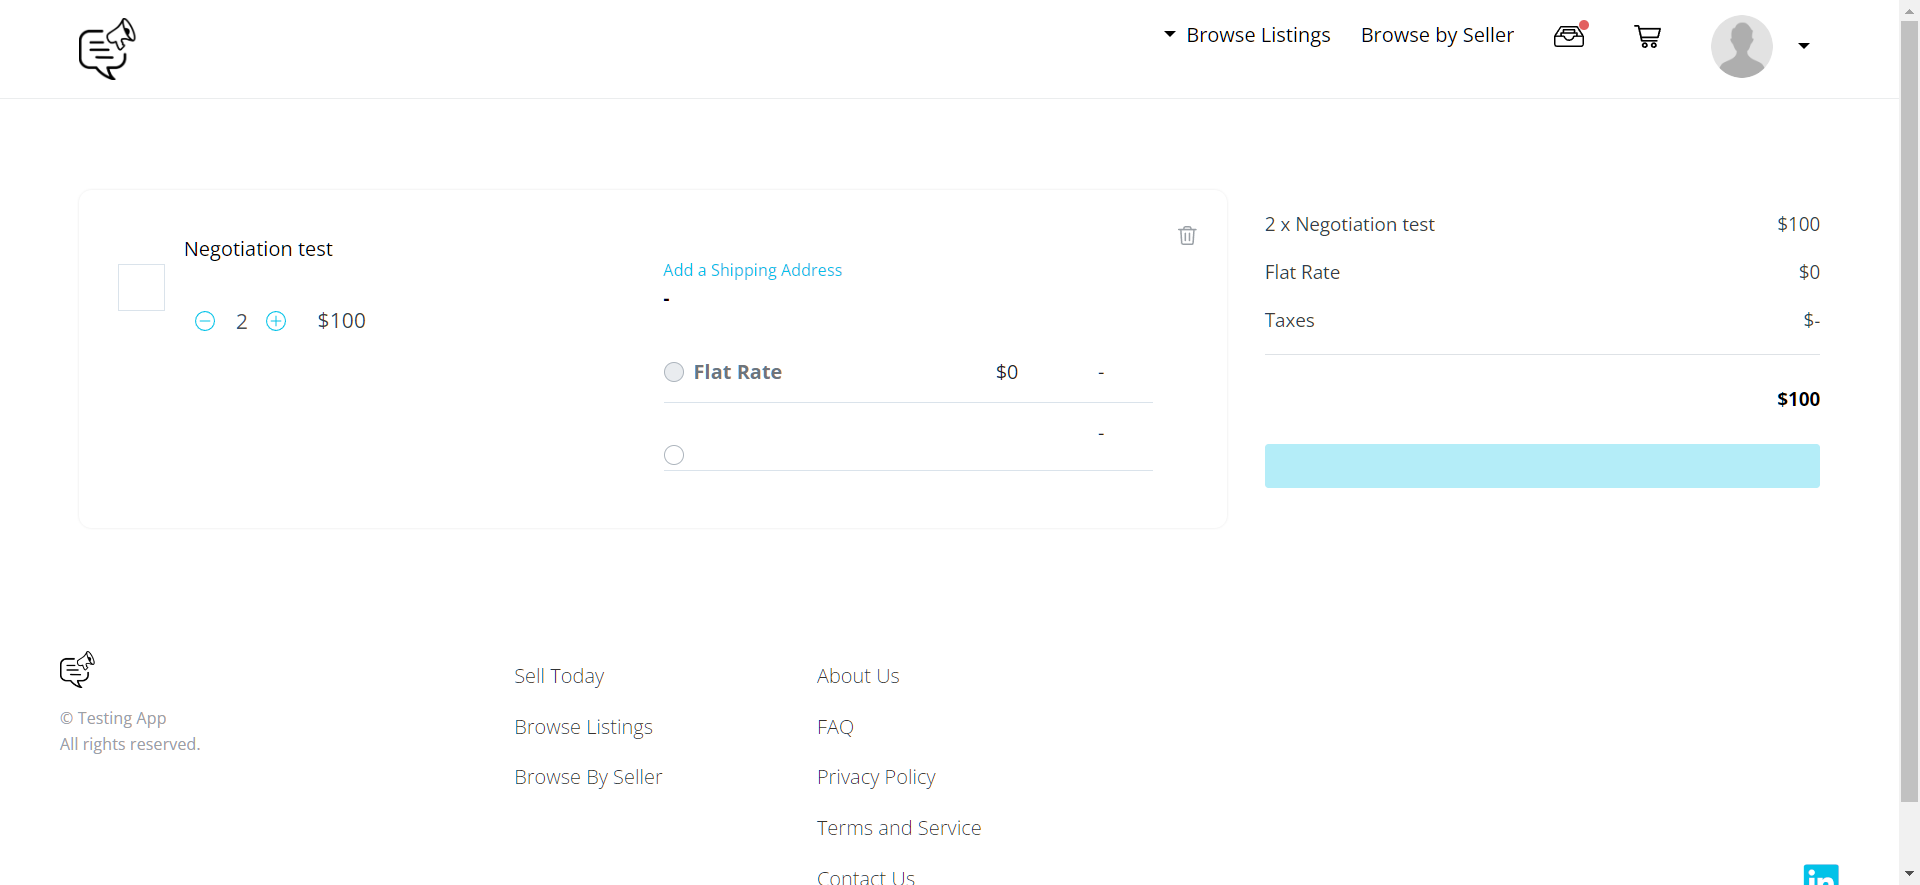 Browse Listings
Browse by Seller
Negotiation test
2
$100
Add a Shipping Address
-
Flat Rate $0 -
-
2 x Negotiation test $100
Flat Rate $0
Taxes $-
$100
© Testing App
All rights reserved.
Sell Today
Browse Listings
Browse By Seller
About Us
FAQ
Privacy Policy
Terms and Service
Contact Us
in